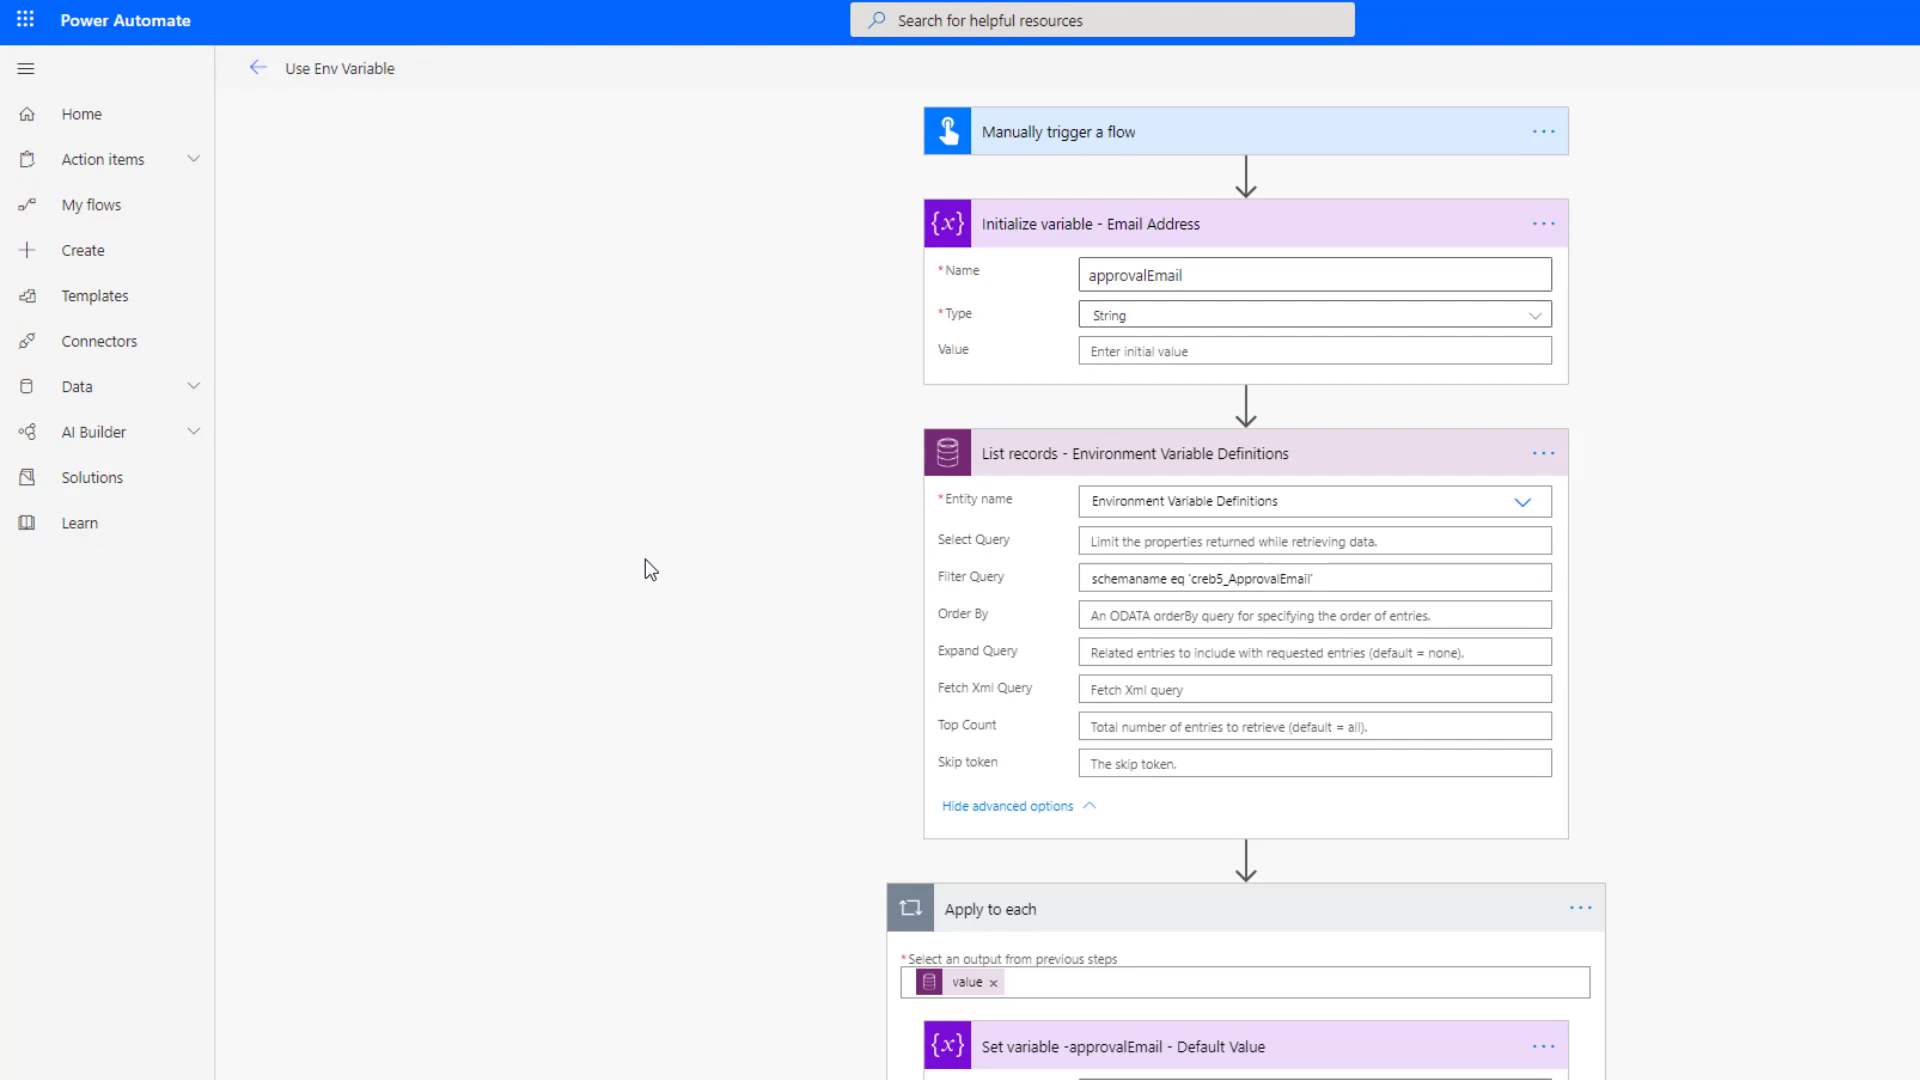 Power Automate
Search for helpful resources
Use Env Variable
Home
Action items
My flows
Create
Templates
Connectors
Data
AI Builder
Solutions
Learn
Manually trigger a flow
{x} Initialize variable - Email Address
* Name approvalEmail
* Type String
Value Enter initial value
List records - Environment Variable Definitions
* Entity name Environment Variable Definitions
Select Query Limit the properties returned while retrieving data.
Filter Query schemaname eq 'creb5_ApprovalEmail'
Order By An ODATA orderBy query for specifying the order of entries.
Expand Query Related entries to include with requested entries (default = none).
Fetch Xml Query Fetch Xml query
Top Count Total number of entries to retrieve (default = all).
Skip token The skip token.
Hide advanced options
Apply to each
* Select an output from previous steps
value ×
{x} Set variable -approvalEmail - Default Value